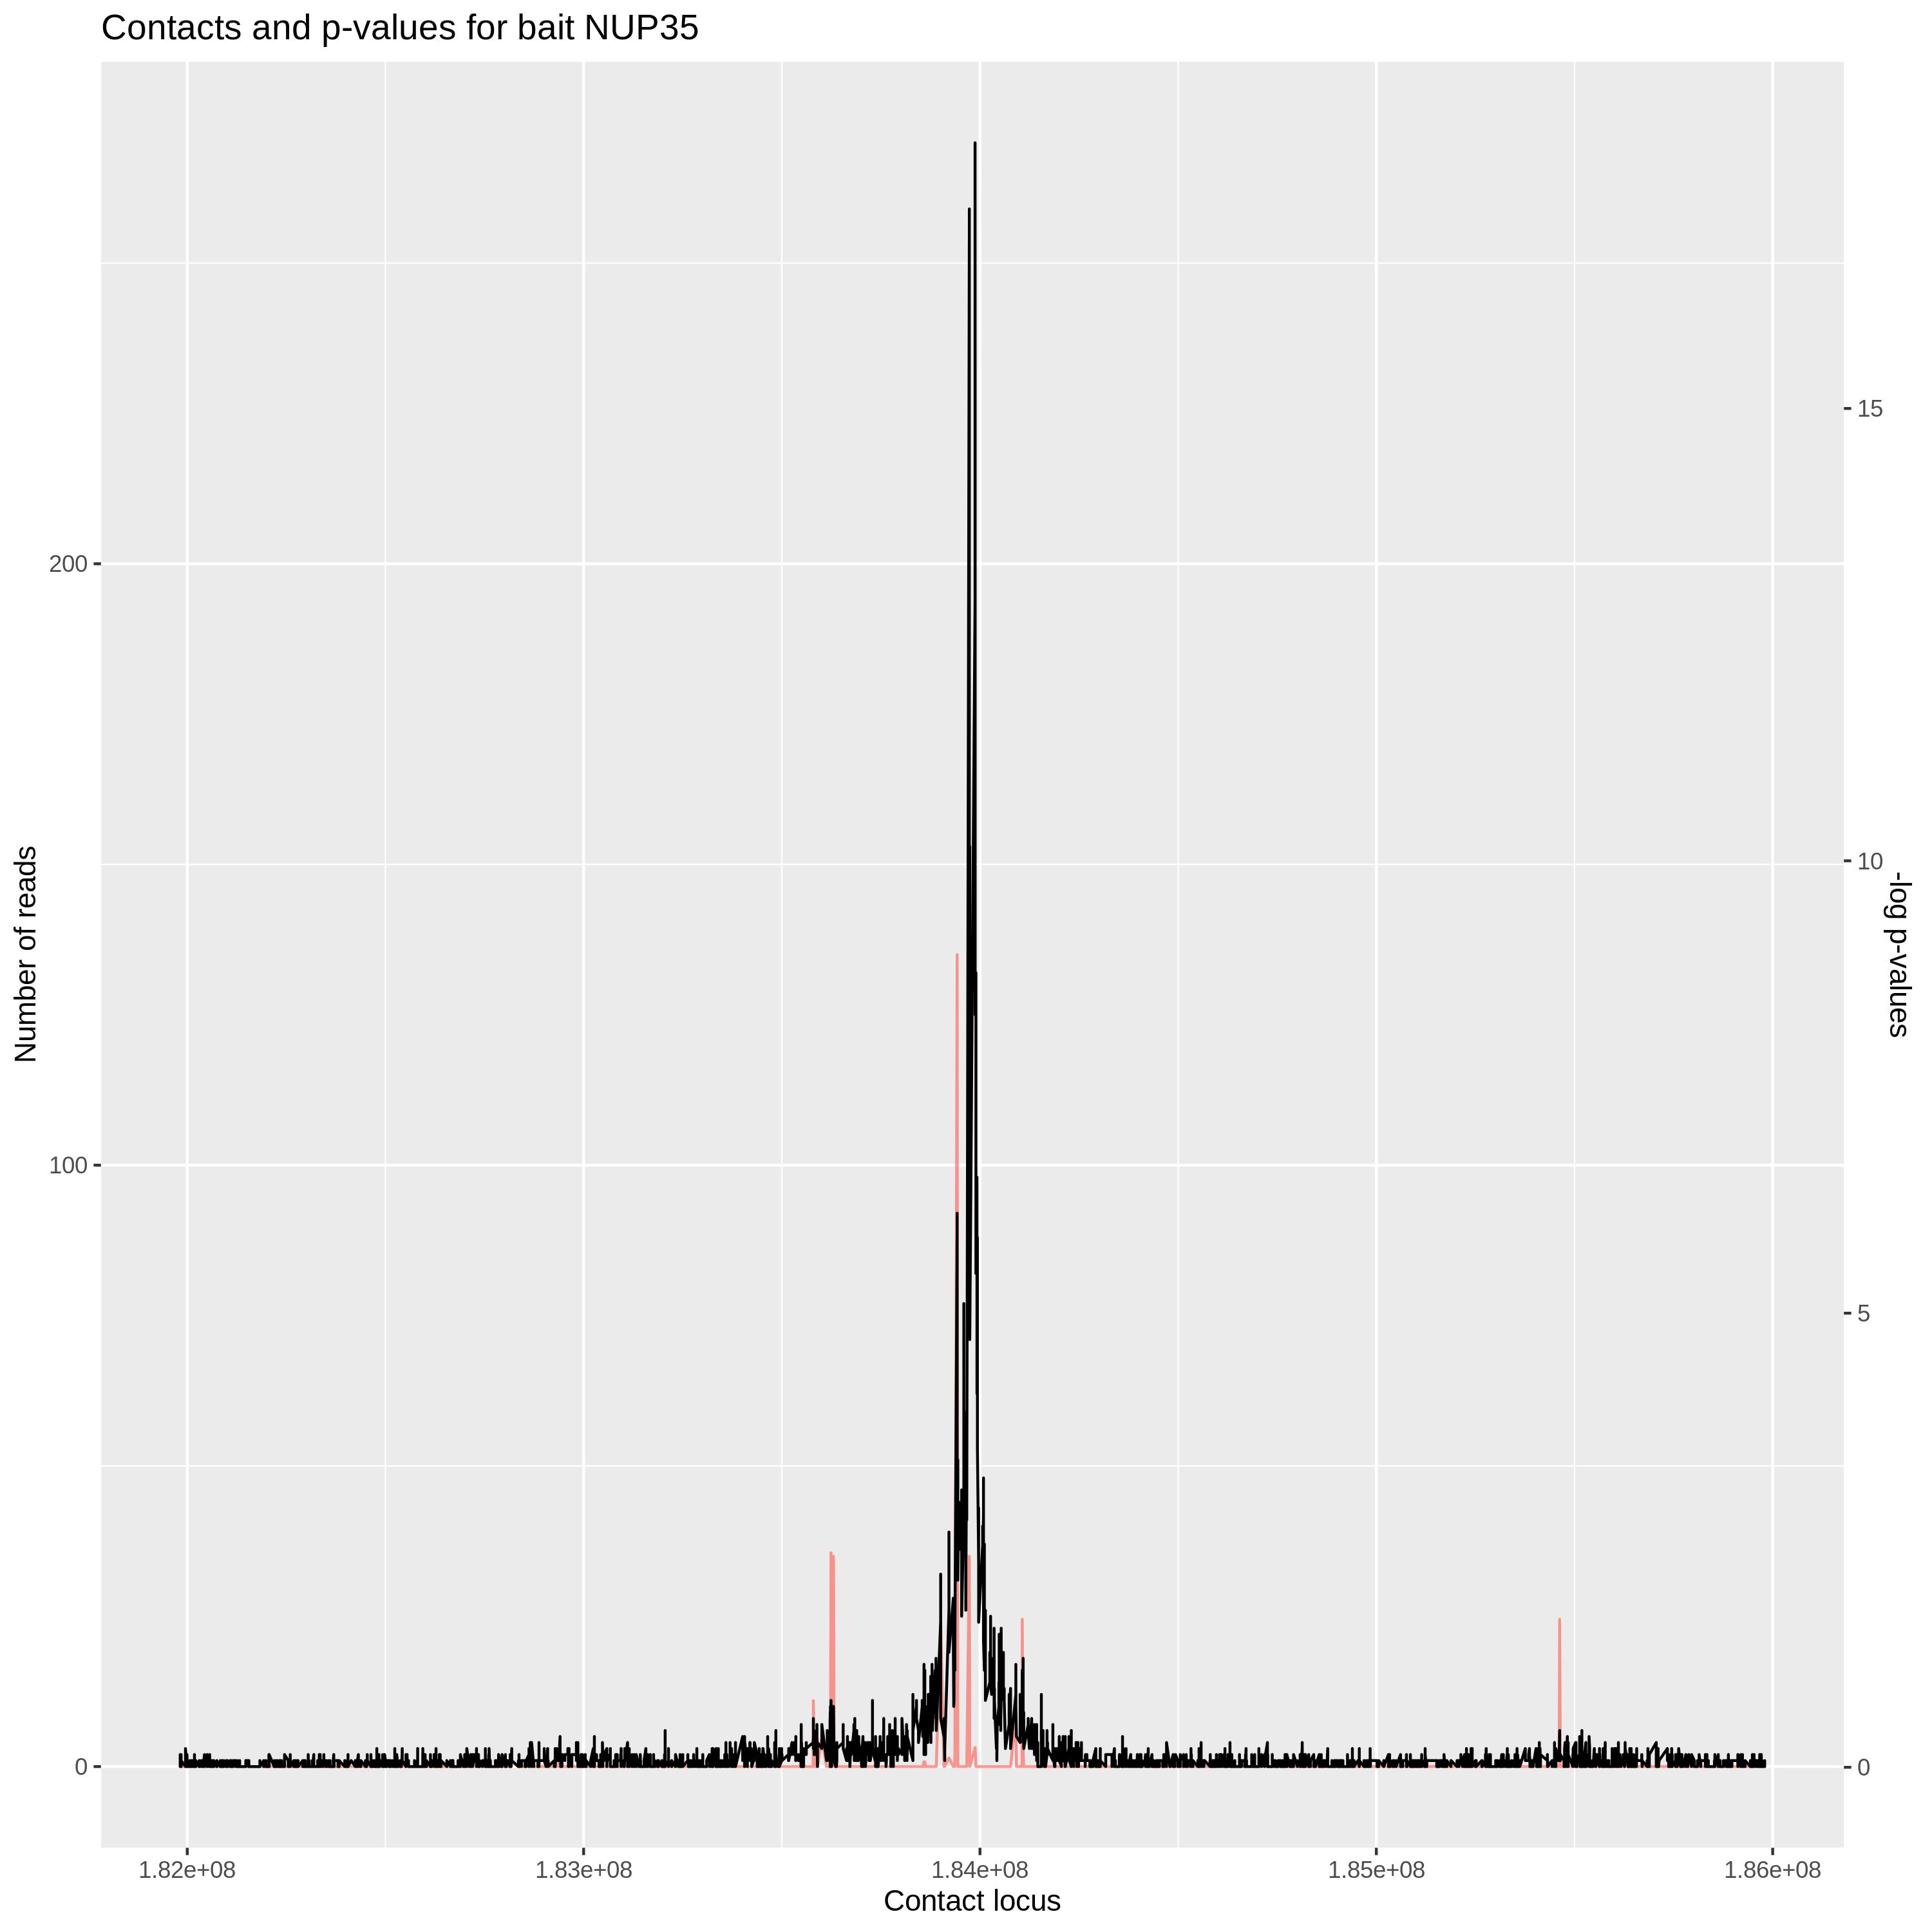 Contacts and p-values for bait NUP35
Number of reads
200
100
0
15
10
5
0
-log p-values
1.82e+08
1.83e+08
1.84e+08
1.85e+08
1.86e+08
Contact locus